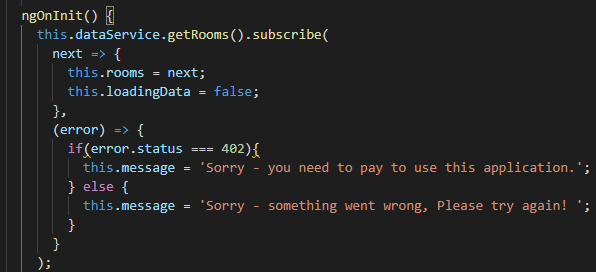 ngOnInit() {
this.dataService.getRooms().subscribe(
next => {
this.rooms = next;
this.loadingData = false;
},
(error) => {
if(error.status === 402){
this.message = 'Sorry - you need to pay to use this application.';
} else {
this.message = 'Sorry - something went wrong, Please try again! ';
}
}
);